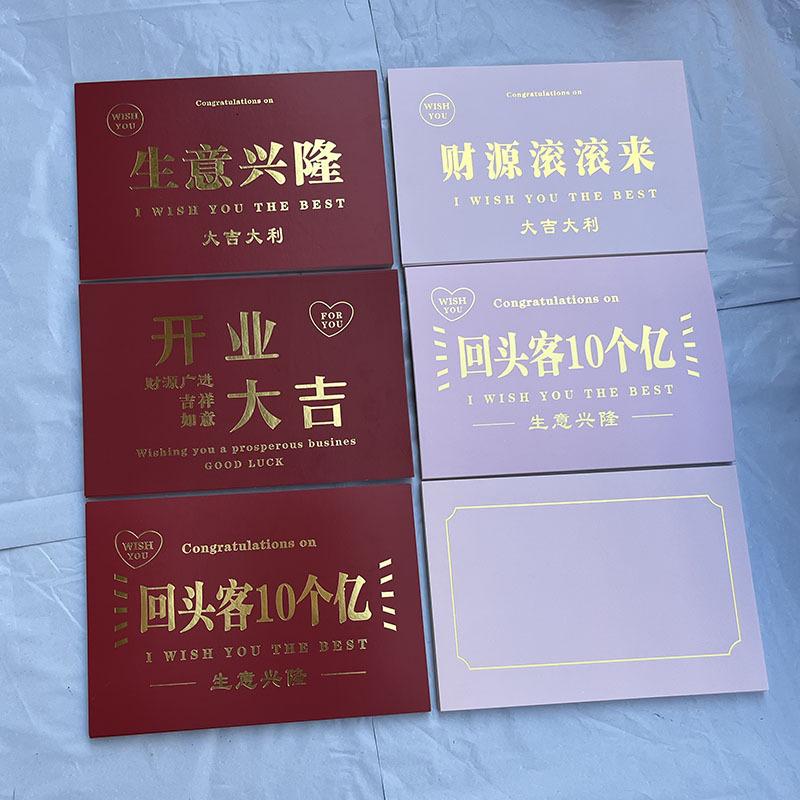 Congratulations on
WISH
YOU
生意兴隆
I WISH YOU THE BEST
大吉大利
Congratulations on
WISH
YOU
财源滚滚来
I WISH YOU THE BEST
大吉大利
FOR
YOU
开业
财源广进
吉祥
如意
大吉
Wishing you a prosperous busines
GOOD LUCK
WISH
YOU
Congratulations on
回头客10个亿
I WISH YOU THE BEST
生意兴隆
WISH
YOU
Congratulations on
回头客10个亿
I WISH YOU THE BEST
生意兴隆